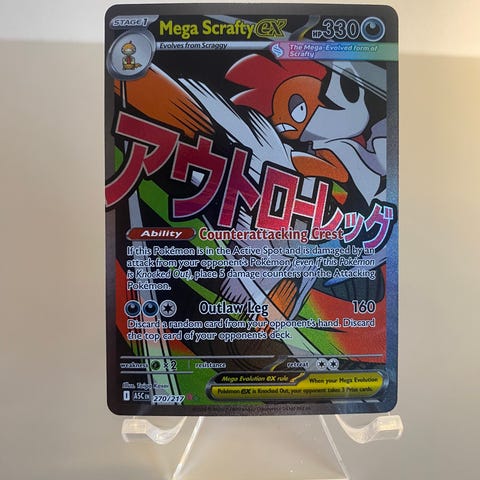 STAGE 1
Mega Scrafty ex
HP 330
Evolves from Scraggy
The Mega-Evolved form of
Scrafty
アウトローレッグ
Ability Counterattacking Crest
If this Pokémon is in the Active Spot and is damaged by an
attack from your opponent's Pokémon (even if this Pokémon
is Knocked Out), place 5 damage counters on the Attacking
Pokémon.
Outlaw Leg 160
Discard a random card from your opponent's hand. Discard
the top card of your opponent's deck.
weakness ×2 resistance retreat
Mega Evolution ex rule
When your Mega Evolution
Pokémon ex is Knocked Out, your opponent takes 3 Prize cards.
Illus.
I ASC EN 270/217